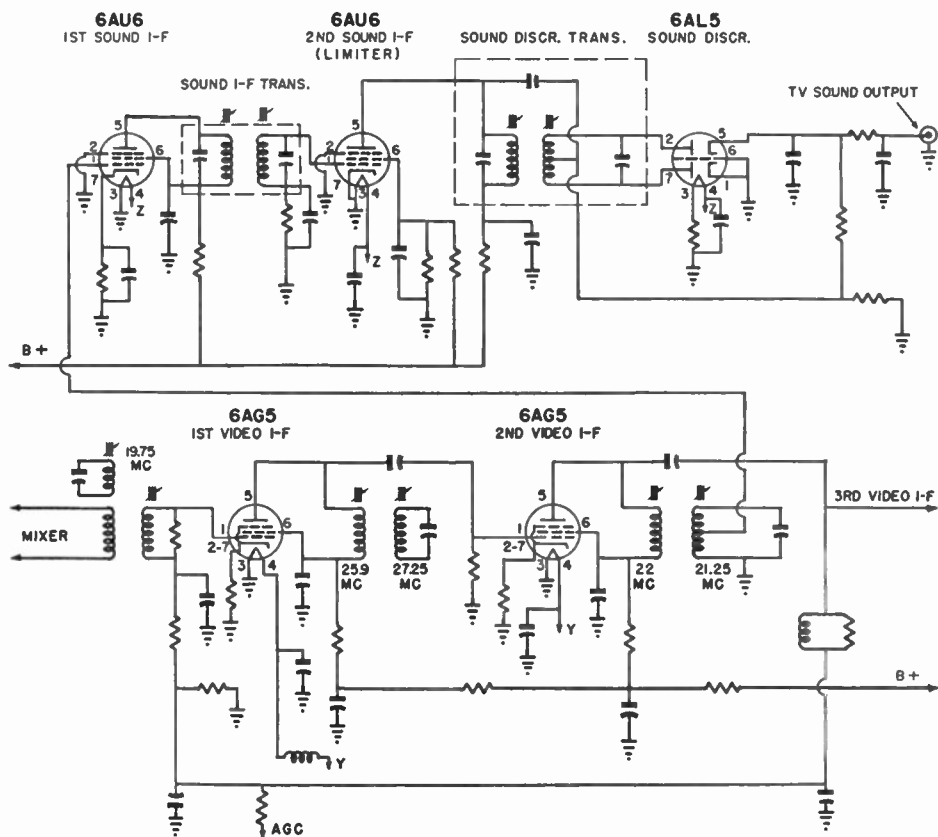 6AU6
1ST SOUND I-F
6AU6
2ND SOUND I-F
(LIMITER)
SOUND DISCR. TRANS.
6AL5
SOUND DISCR.
SOUND I-F TRANS.
TV SOUND OUTPUT
5
2
1
6
7
3
4
Z
5
2
1
6
7
3
4
Z
2
5
6
7
3
4
1
Z
B+
6AG5
1ST VIDEO I-F
6AG5
2ND VIDEO I-F
19.75
MC
MIXER
5
1
6
2-7
3
4
25.9
MC
27.25
MC
5
1
6
2-7
3
4
22
MC
21.25
MC
3RD VIDEO I-F
Y
Y
B+
AGC